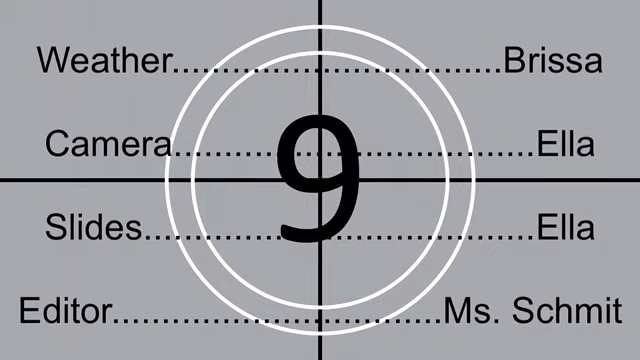 Weather..............................Brissa
Camera.................................Ella
9
Slides...................................Ella
Editor..............................Ms. Schmit